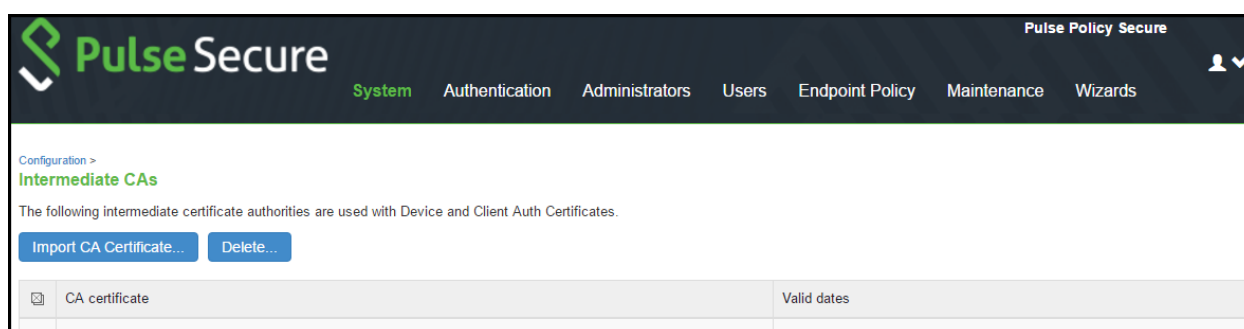 Pulse Policy Secure
Pulse Secure
System Authentication Administrators Users Endpoint Policy Maintenance Wizards
Configuration >
Intermediate CAs
The following intermediate certificate authorities are used with Device and Client Auth Certificates.
Import CA Certificate... Delete...
CA certificate Valid dates